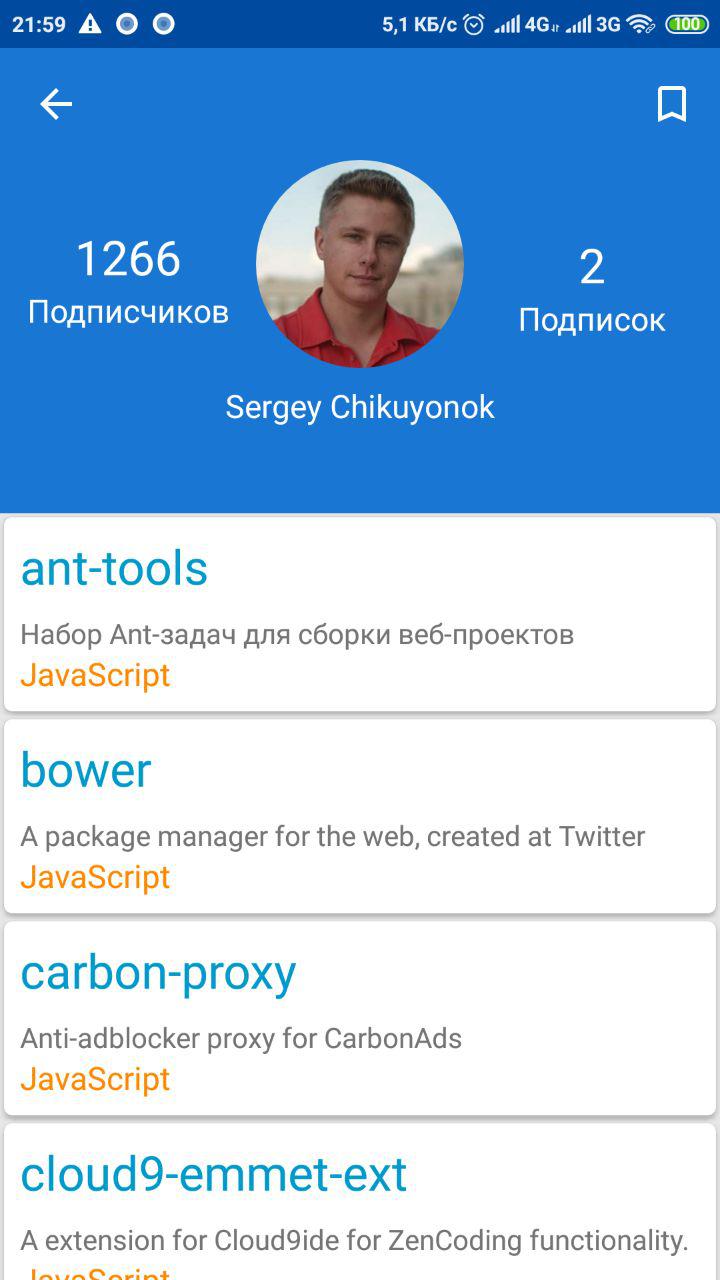 21:59 5,1 КБ/с 4G 3G 100
1266
Подписчиков
2
Подписок
Sergey Chikuyonok
ant-tools
Набор Ant-задач для сборки веб-проектов
JavaScript
bower
A package manager for the web, created at Twitter
JavaScript
carbon-proxy
Anti-adblocker proxy for CarbonAds
JavaScript
cloud9-emmet-ext
A extension for Cloud9ide for ZenCoding functionality.
JavaScript